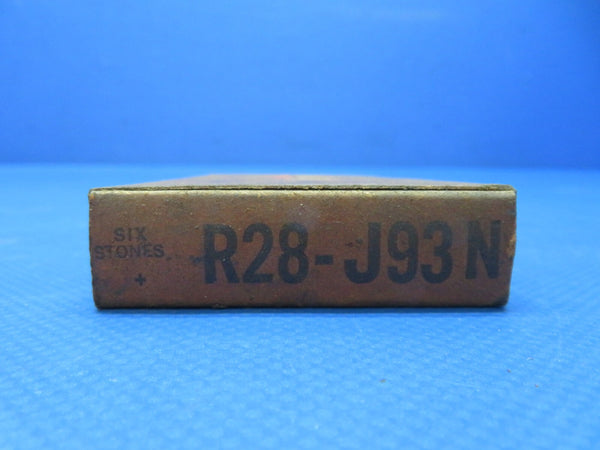 SIX
STONES
+
R28-J93N